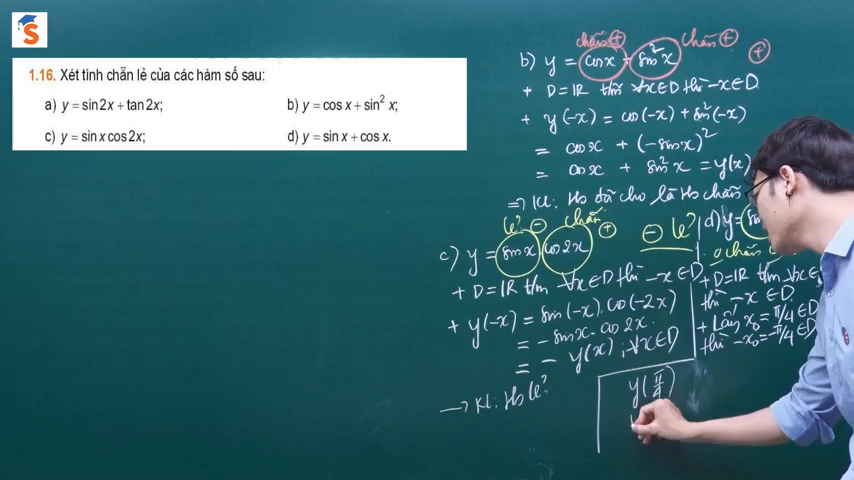 S
1.16. Xét tính chẵn lẻ của các hàm số sau:
a) y = sin2x + tan2x;
b) y = cos x + sin² x;
c) y = sin x cos2x;
d) y = sin x + cos x.
chẵn + chẵn + +
b) y = cosx + sin²x
+ D = IR thì ∀x∈D thì -x∈D
+ y(-x) = cos(-x) + sin²(-x)
= cosx + (-sinx)²
= cosx + sin²x = y(x)
=> KL: Hs đã cho là Hs chẵn
lẻ - chẵn + - lẻ
c) y = sinx cos2x
+ D = IR thì ∀x∈D thì -x∈D
+ y(-x) = sin(-x).cos(-2x)
= -sinx.cos2x
= -y(x), ∀x∈D
-> KL: Hs lẻ
d) y =
+ D = IR thì ∀x∈
thì -x∈D
+ Lấy x₀ = π/4 ∈D
thì -x₀ = -π/4 ∈D
y(π/4)